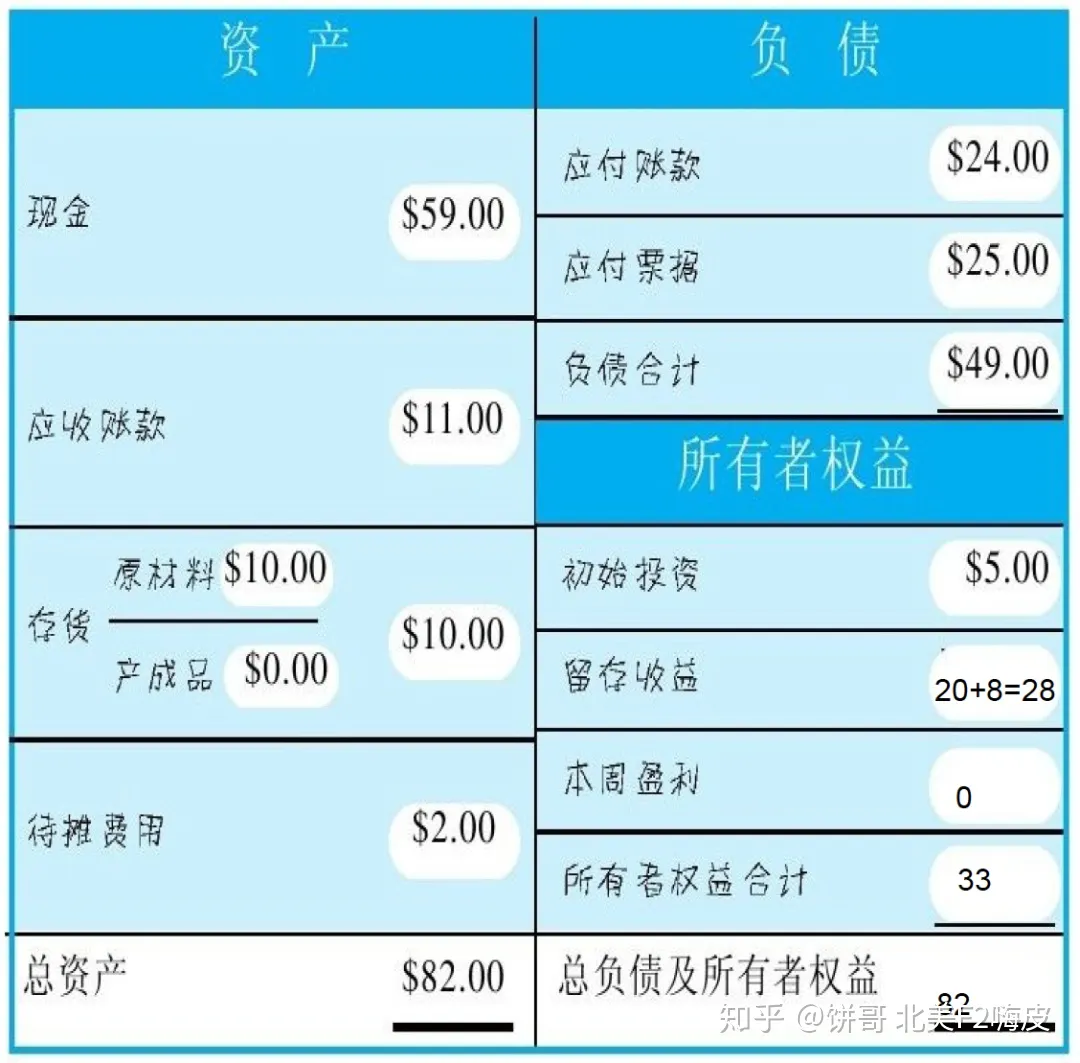 资 产
现金 $59.00
应收账款 $11.00
存货
原材料 $10.00
产成品 $0.00
$10.00
待摊费用 $2.00
总资产 $82.00
负 债
应付账款 $24.00
应付票据 $25.00
负债合计 $49.00
所有者权益
初始投资 $5.00
留存收益 20+8=28
本周盈利 0
所有者权益合计 33
总负债及所有者权益 82
知乎 @饼哥 北美F2嗨皮